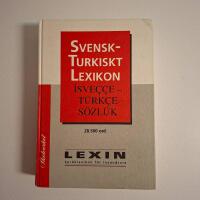 SVENSK-
TURKISKT
LEXIKON
İSVEÇÇE -
TÜRKÇE
SÖZLÜK
28 500 ord
LEXIN
Språklexikon för invandrare